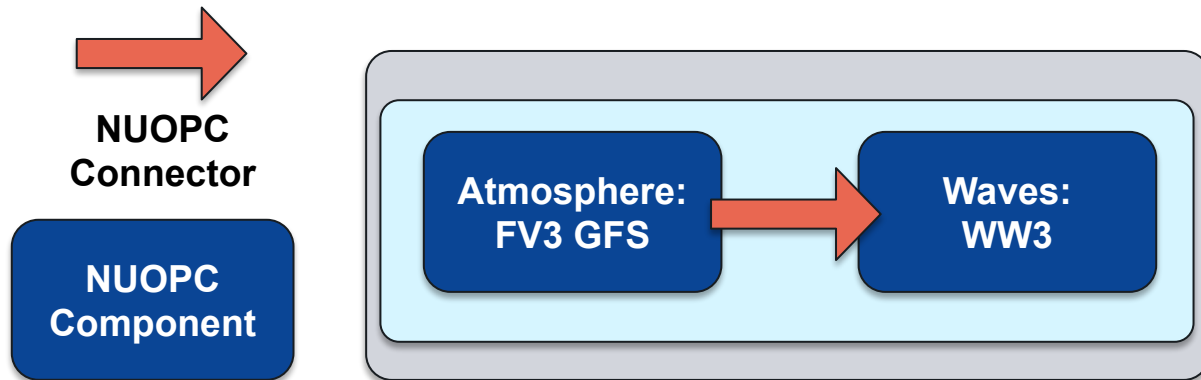 NUOPC
Connector
NUOPC
Component
Atmosphere:
FV3 GFS
Waves:
WW3